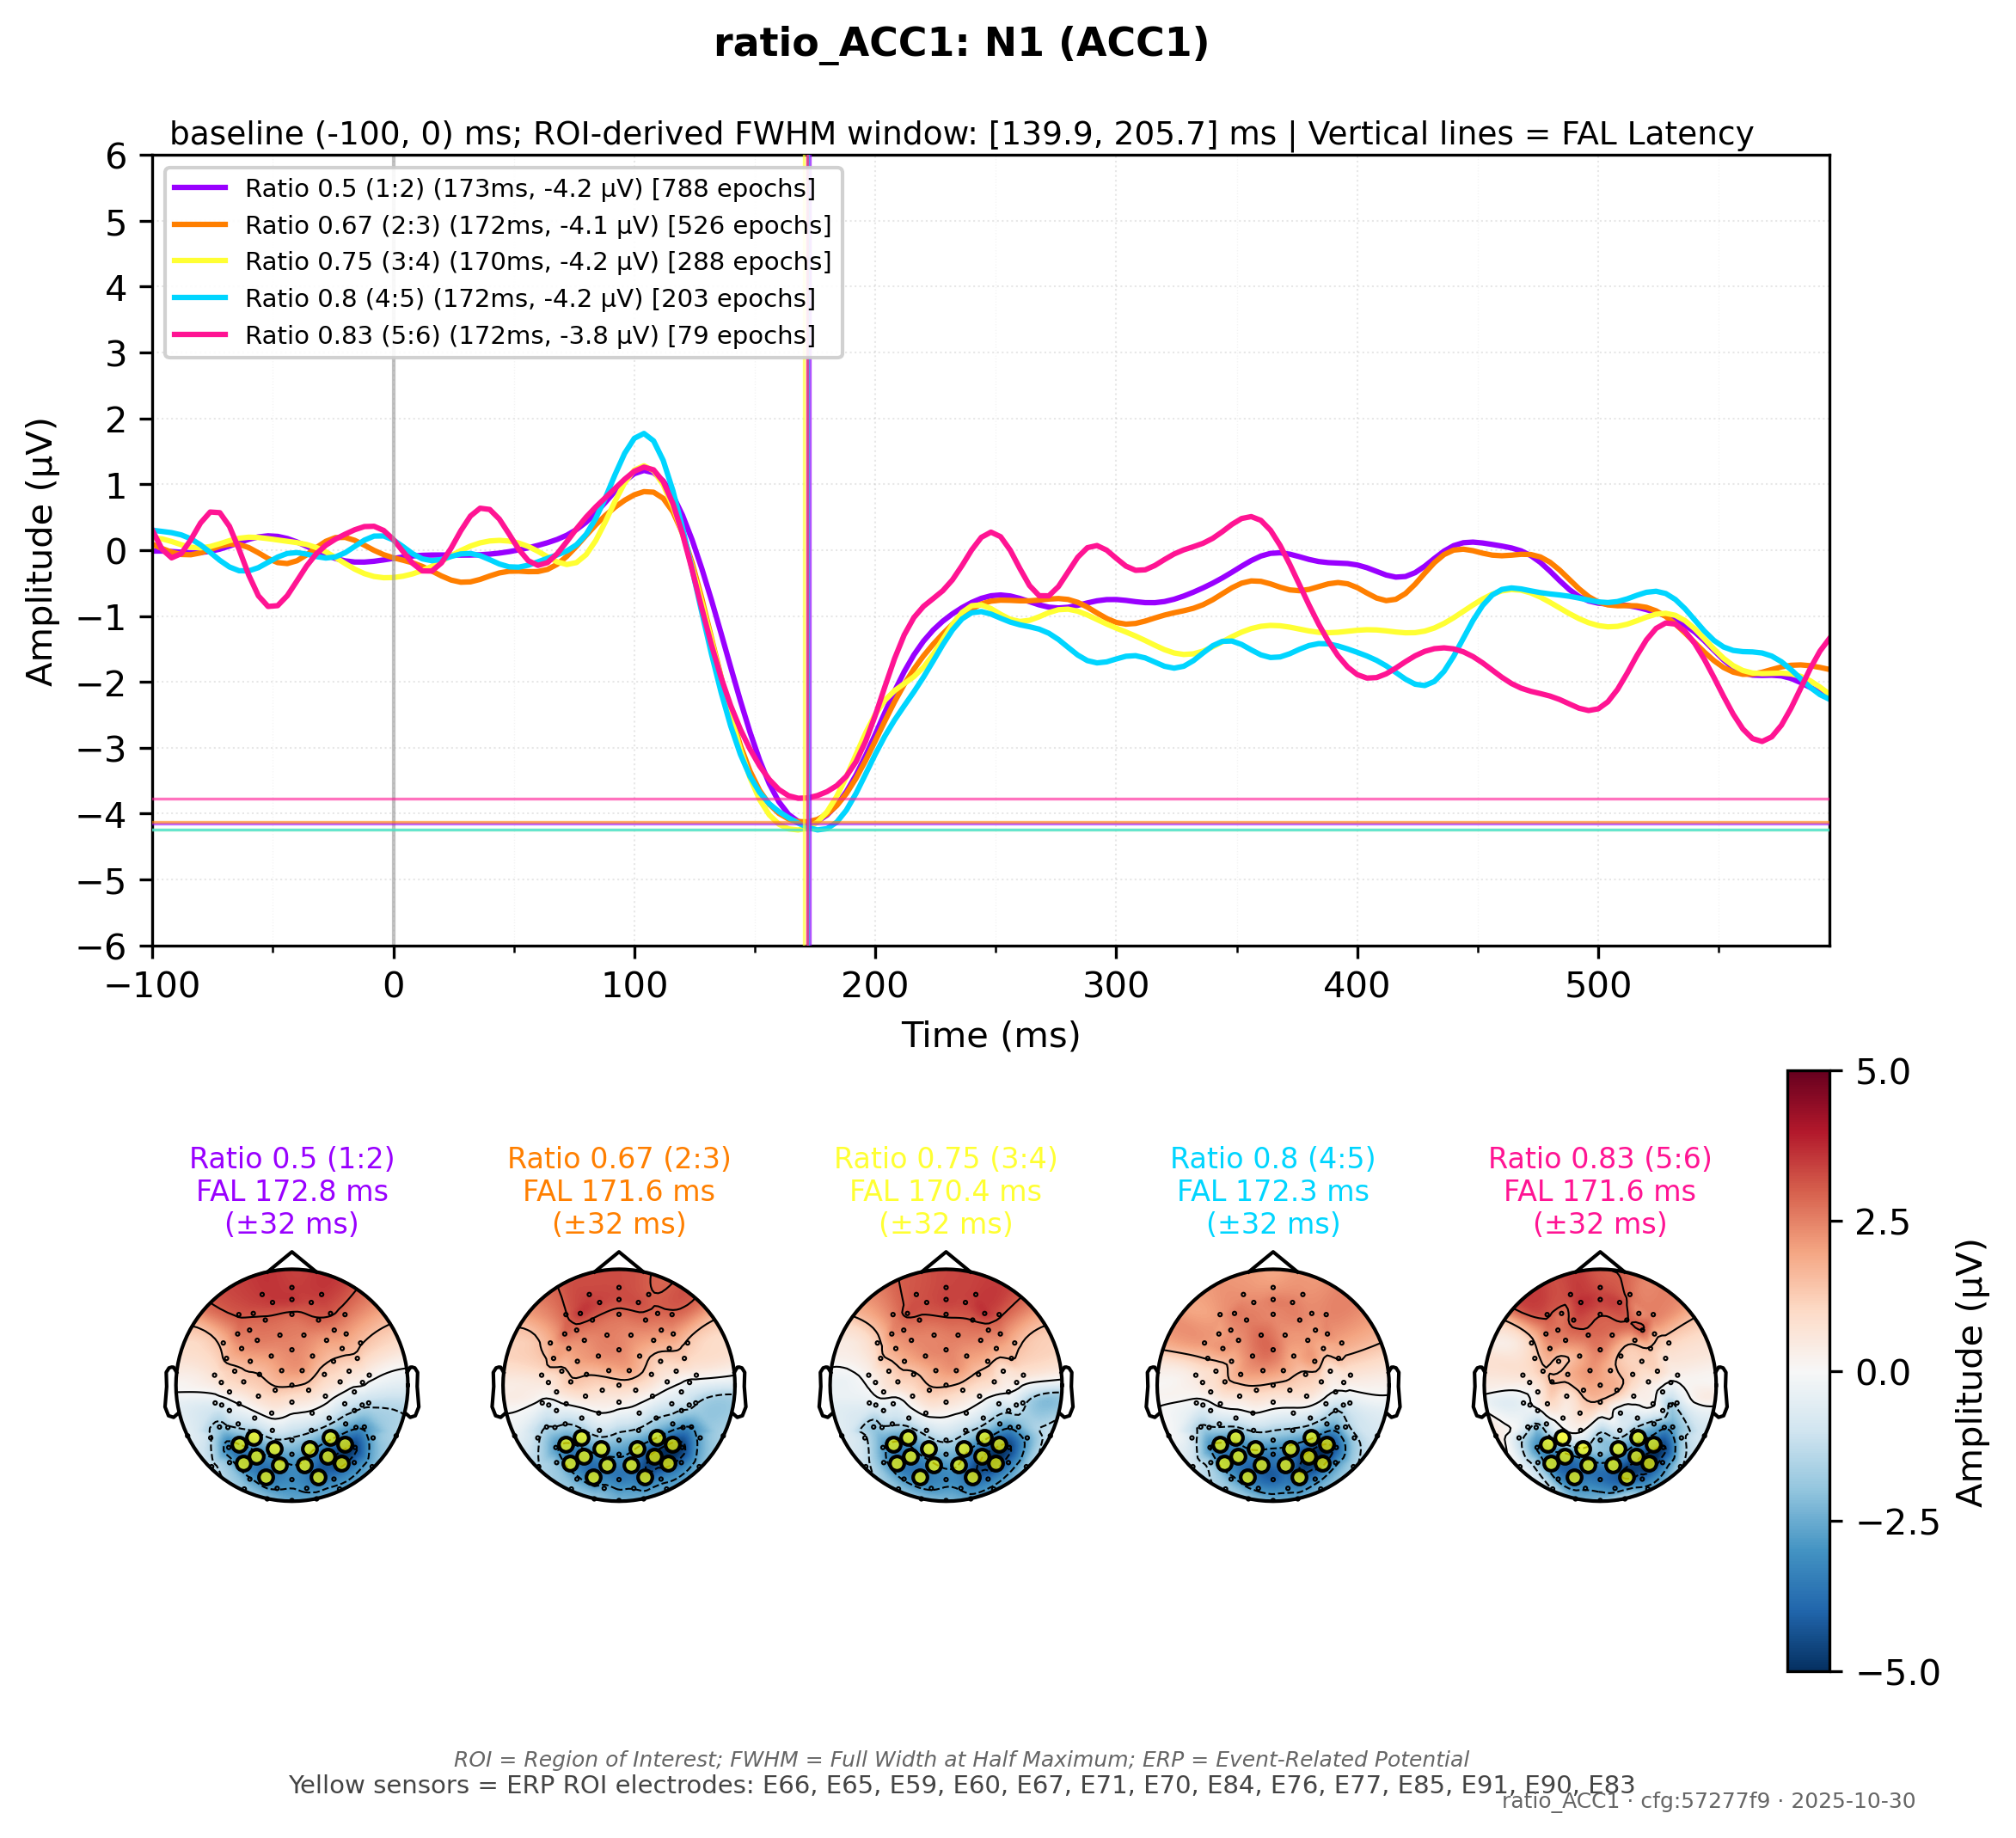 ratio_ACC1: N1 (ACC1)
baseline (-100, 0) ms; ROI-derived FWHM window: [139.9, 205.7] ms | Vertical lines = FAL Latency
Ratio 0.5 (1:2) (173ms, -4.2 µV) [788 epochs]
Ratio 0.67 (2:3) (172ms, -4.1 µV) [526 epochs]
Ratio 0.75 (3:4) (170ms, -4.2 µV) [288 epochs]
Ratio 0.8 (4:5) (172ms, -4.2 µV) [203 epochs]
Ratio 0.83 (5:6) (172ms, -3.8 µV) [79 epochs]
Amplitude (µV)
6
5
4
3
2
1
0
−1
−2
−3
−4
−5
−6
−100 0 100 200 300 400 500
Time (ms)
Ratio 0.5 (1:2)
FAL 172.8 ms
(±32 ms)
Ratio 0.67 (2:3)
FAL 171.6 ms
(±32 ms)
Ratio 0.75 (3:4)
FAL 170.4 ms
(±32 ms)
Ratio 0.8 (4:5)
FAL 172.3 ms
(±32 ms)
Ratio 0.83 (5:6)
FAL 171.6 ms
(±32 ms)
5.0
2.5
0.0
−2.5
−5.0
Amplitude (µV)
ROI = Region of Interest; FWHM = Full Width at Half Maximum; ERP = Event-Related Potential
Yellow sensors = ERP ROI electrodes: E66, E65, E59, E60, E67, E71, E70, E84, E76, E77, E85, E91, E90, E83
ratio_ACC1 · cfg:57277f9 · 2025-10-30